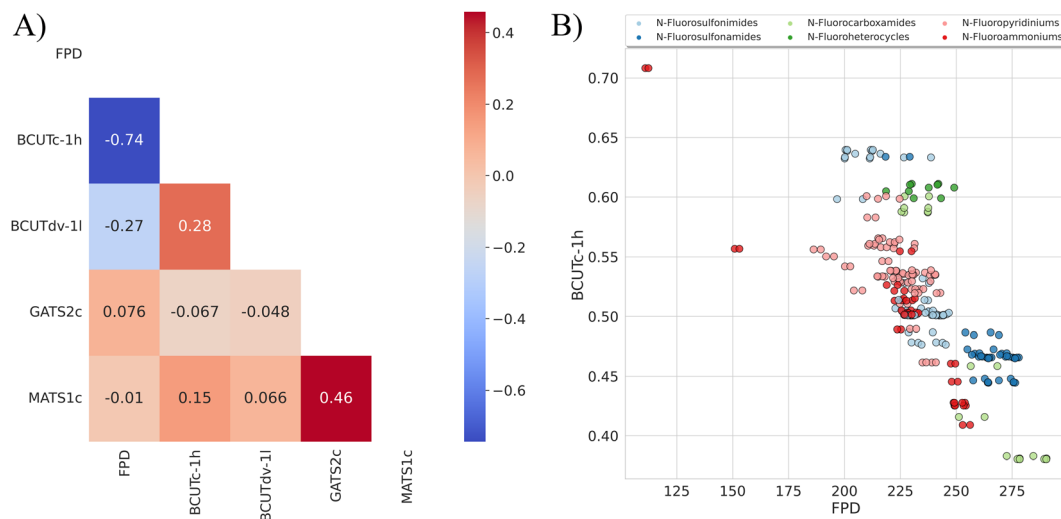 A)
FPD
BCUTc-1h
BCUTdv-1l
GATS2c
MATS1c
-0.74
-0.27 0.28
0.076 -0.067 -0.048
-0.01 0.15 0.066 0.46
FPD BCUTc-1h BCUTdv-1l GATS2c MATS1c
0.4
0.2
0.0
−0.2
−0.4
−0.6
B)
N-Fluorosulfonimides N-Fluorocarboxamides N-Fluoropyridiniums
N-Fluorosulfonamides N-Fluoroheterocycles N-Fluoroammoniums
BCUTc-1h
0.70
0.65
0.60
0.55
0.50
0.45
0.40
125 150 175 200 225 250 275
FPD